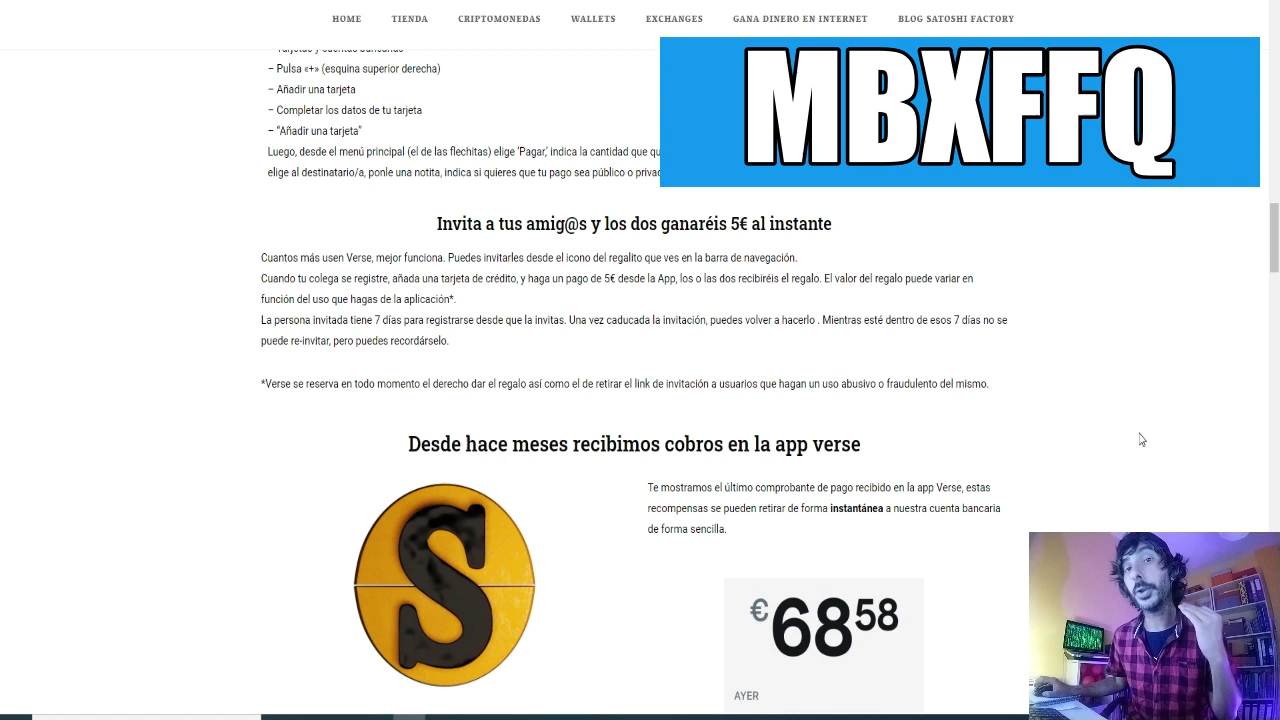 HOME TIENDA CRIPTOMONEDAS WALLETS EXCHANGES GANA DINERO EN INTERNET BLOG SATOSHI FACTORY
MBXFFQ
– Tarjetas y cuentas bancarias
– Pulsa «+» (esquina superior derecha)
– Añadir una tarjeta
– Completar los datos de tu tarjeta
– “Añadir una tarjeta”
Luego, desde el menú principal (el de las flechitas) elige ‘Pagar,’ indica la cantidad que
elige al destinatario/a, ponle una notita, indica si quieres que tu pago sea público o
Invita a tus amig@s y los dos ganaréis 5€ al instante
Cuantos más usen Verse, mejor funciona. Puedes invitarles desde el icono del regalito que ves en la barra de navegación.
Cuando tu colega se registre, añada una tarjeta de crédito, y haga un pago de 5€ desde la App, los o las dos recibiréis el regalo. El valor del regalo puede variar en
función del uso que hagas de la aplicación*.
La persona invitada tiene 7 días para registrarse desde que la invitas. Una vez caducada la invitación, puedes volver a hacerlo . Mientras esté dentro de esos 7 días no se
puede re-invitar, pero puedes recordárselo.
*Verse se reserva en todo momento el derecho dar el regalo así como el de retirar el link de invitación a usuarios que hagan un uso abusivo o fraudulento del mismo.
Desde hace meses recibimos cobros en la app verse
S
Te mostramos el último comprobante de pago recibido en la app Verse, estas
recompensas se pueden retirar de forma instantánea a nuestra cuenta bancaria
de forma sencilla.
€6858
AYER